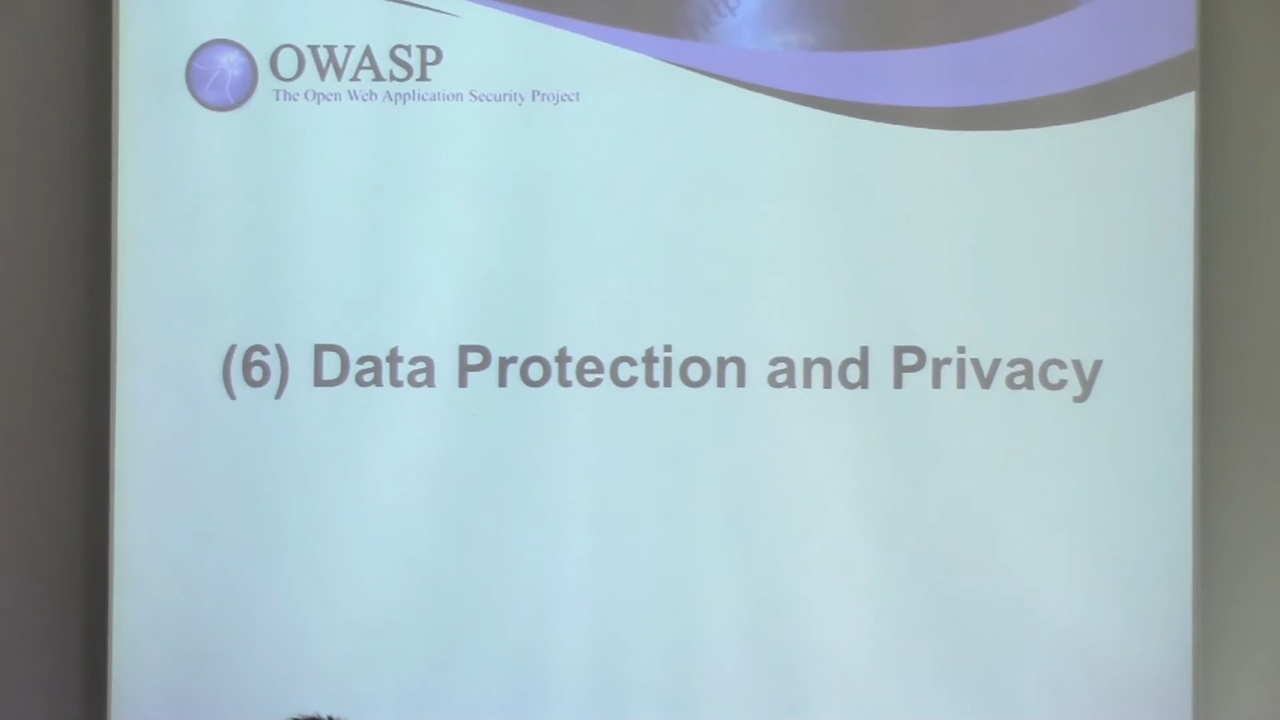 OWASP
The Open Web Application Security Project
(6) Data Protection and Privacy